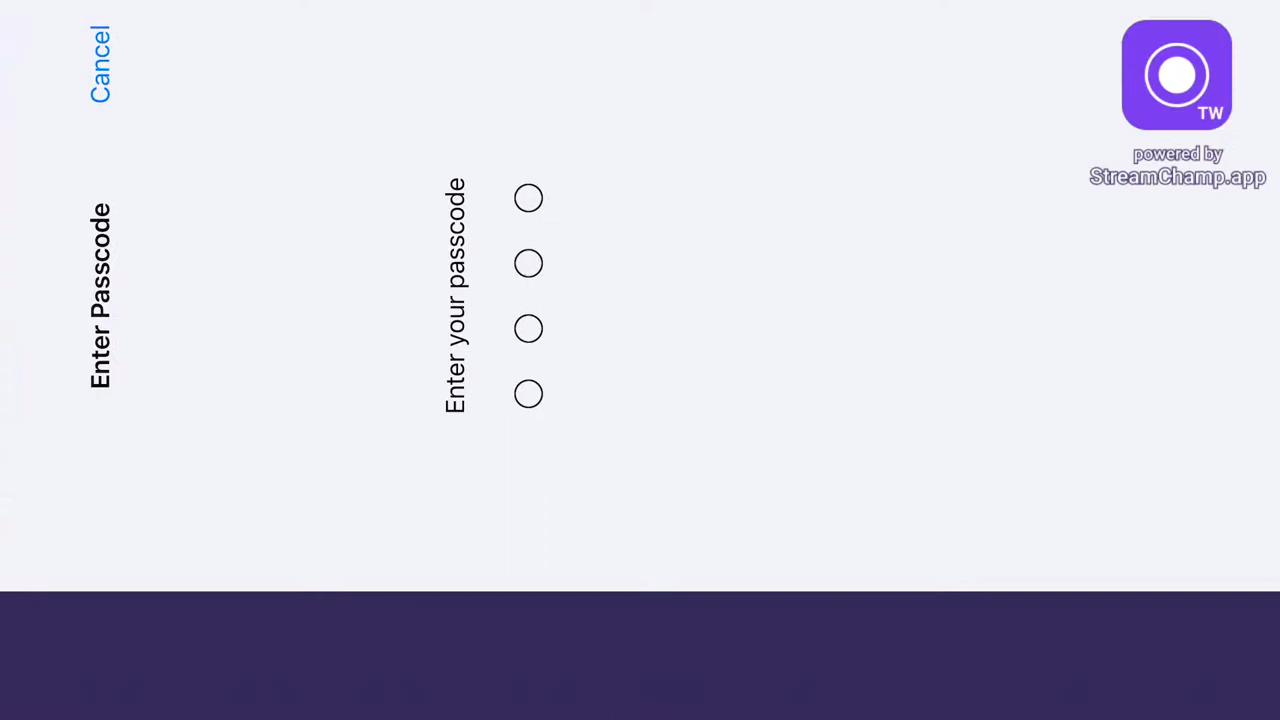 Cancel
Enter Passcode
Enter your passcode
TW
powered by
StreamChamp.app